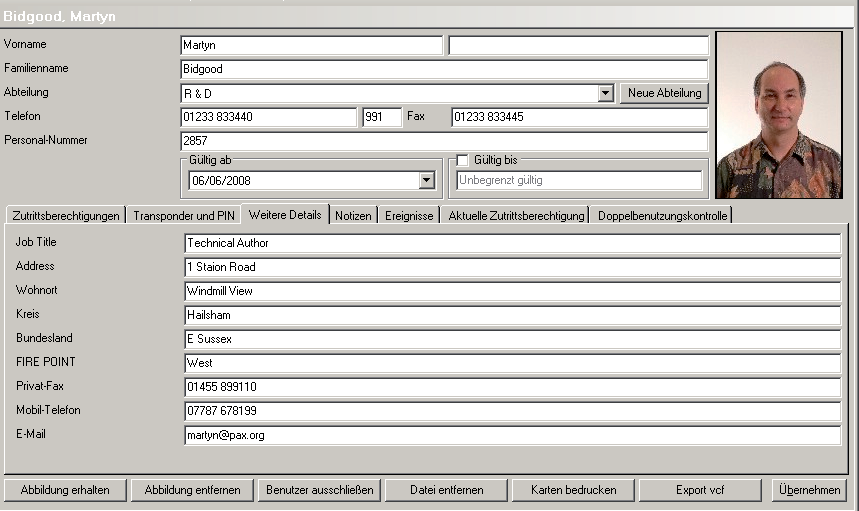 Bidgood, Martyn
Vorname Martyn
Familienname Bidgood
Abteilung R & D Neue Abteilung
Telefon 01233 833440 991 Fax 01233 833445
Personal-Nummer 2857
Gültig ab Gültig bis
06/06/2008 Unbegrenzt gültig
Zutrittsberechtigungen Transponder und PIN Weitere Details Notizen Ereignisse Aktuelle Zutrittsberechtigung Doppelbenutzungskontrolle
Job Title Technical Author
Address 1 Staion Road
Wohnort Windmill View
Kreis Hailsham
Bundesland E Sussex
FIRE POINT West
Privat-Fax 01455 899110
Mobil-Telefon 07787 678199
E-Mail martyn@pax.org
Abbildung erhalten Abbildung entfernen Benutzer ausschließen Datei entfernen Karten bedrucken Export vcf Übernehmen